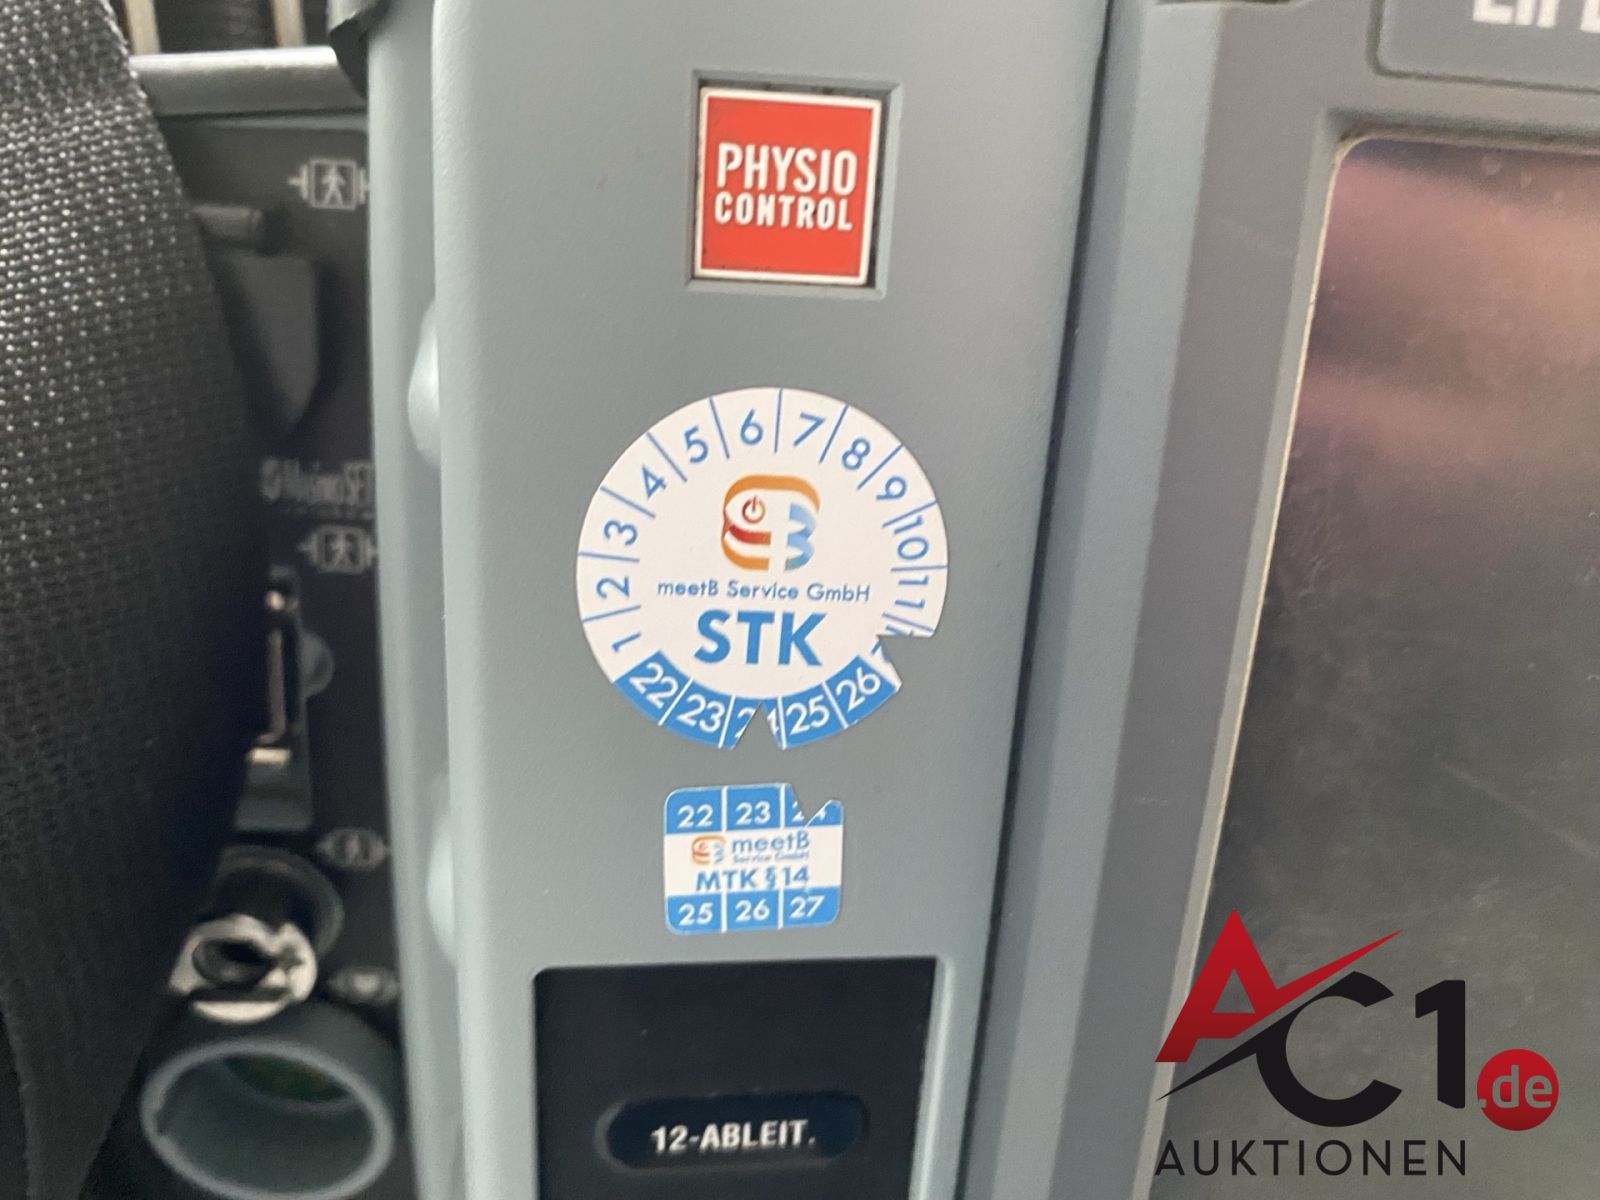 PHYSIO
CONTROL
1 2 3 4 5 6 7 8 9 10 11
meetB Service GmbH
STK
22 23 25 26
22 23
meetB
Service GmbH
MTK § 14
25 26 27
12-ABLEIT.
AC1.de
AUKTIONEN